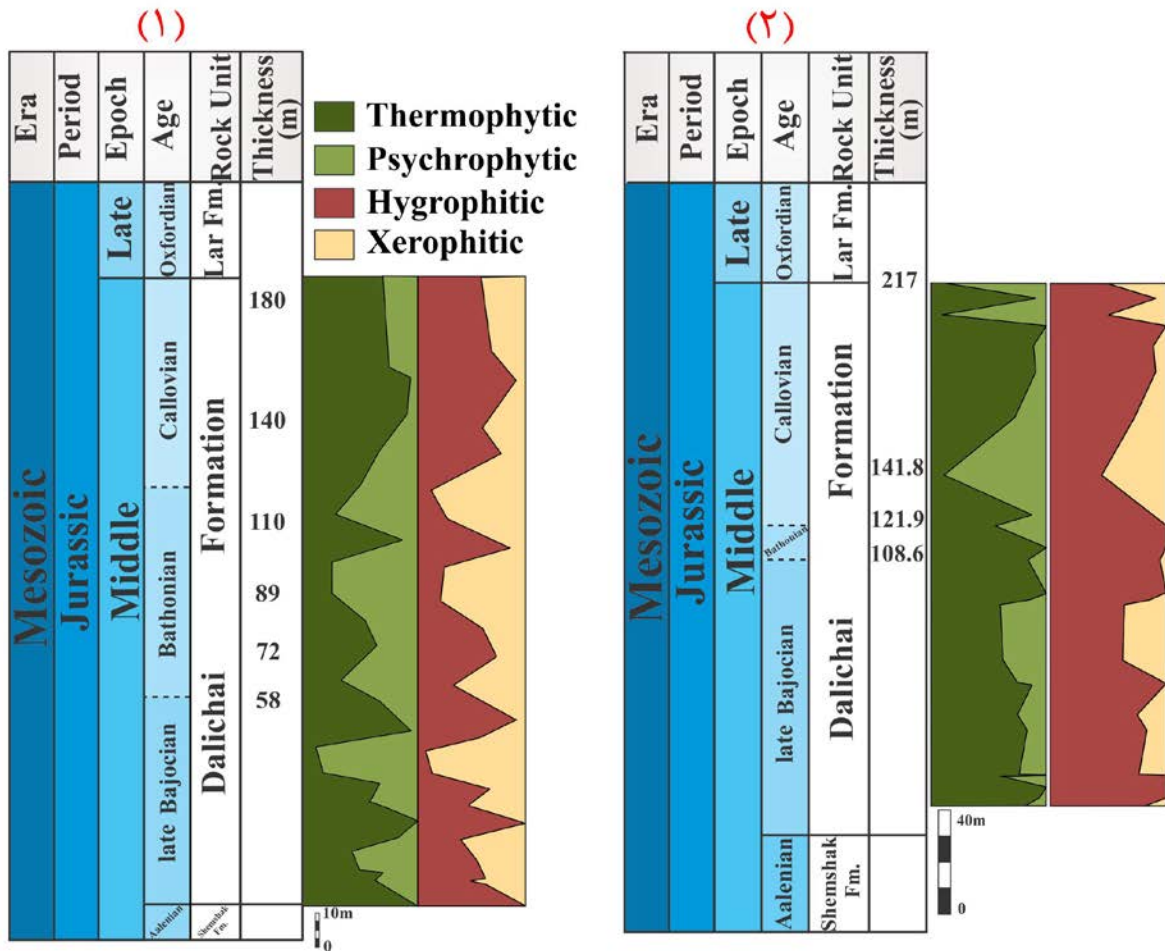 (۱)
Era
Period
Epoch
Age
Rock Unit
Thickness
(m)
Thermophytic
Psychrophytic
Hygrophitic
Xerophitic
Mesozoic
Jurassic
Late
Middle
Oxfordian
Callovian
Bathonian
late Bajocian
Aalenian
Lar Fm.
Dalichai Formation
Shemshak
Fm.
180
140
110
89
72
58
10m
0
(۲)
Era
Period
Epoch
Age
Rock Unit
Thickness
(m)
Mesozoic
Jurassic
Late
Middle
Oxfordian
Callovian
Bathonian
late Bajocian
Aalenian
Lar Fm.
Dalichai Formation
Shemshak
Fm.
217
141.8
121.9
108.6
40m
0